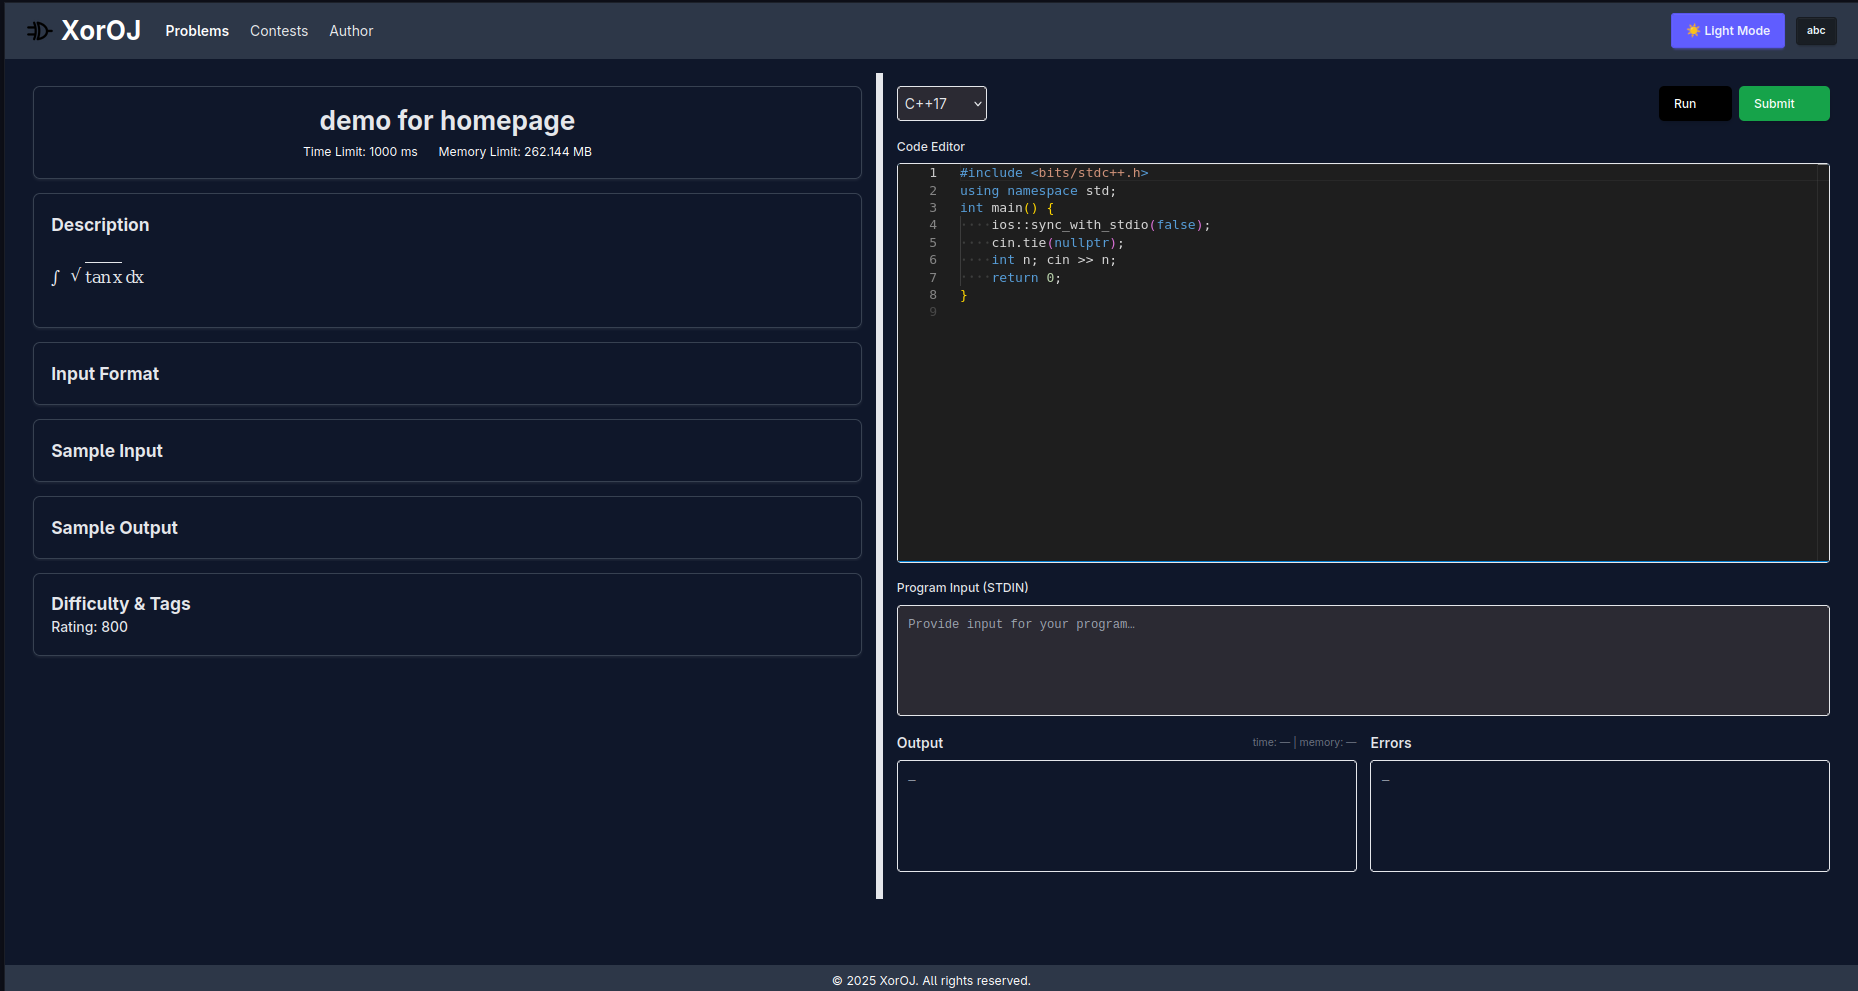 XorOJ Problems Contests Author ☀️ Light Mode abc
demo for homepage
Time Limit: 1000 ms Memory Limit: 262.144 MB
Description
∫ √tan x dx
Input Format
Sample Input
Sample Output
Difficulty & Tags
Rating: 800
C++17 Run Submit
Code Editor
1 #include <bits/stdc++.h>
2 using namespace std;
3 int main() {
4 ····ios::sync_with_stdio(false);
5 ····cin.tie(nullptr);
6 ····int n; cin >> n;
7 ····return 0;
8 }
9
Program Input (STDIN)
Provide input for your program…
Output time: — | memory: — Errors
— —
© 2025 XorOJ. All rights reserved.